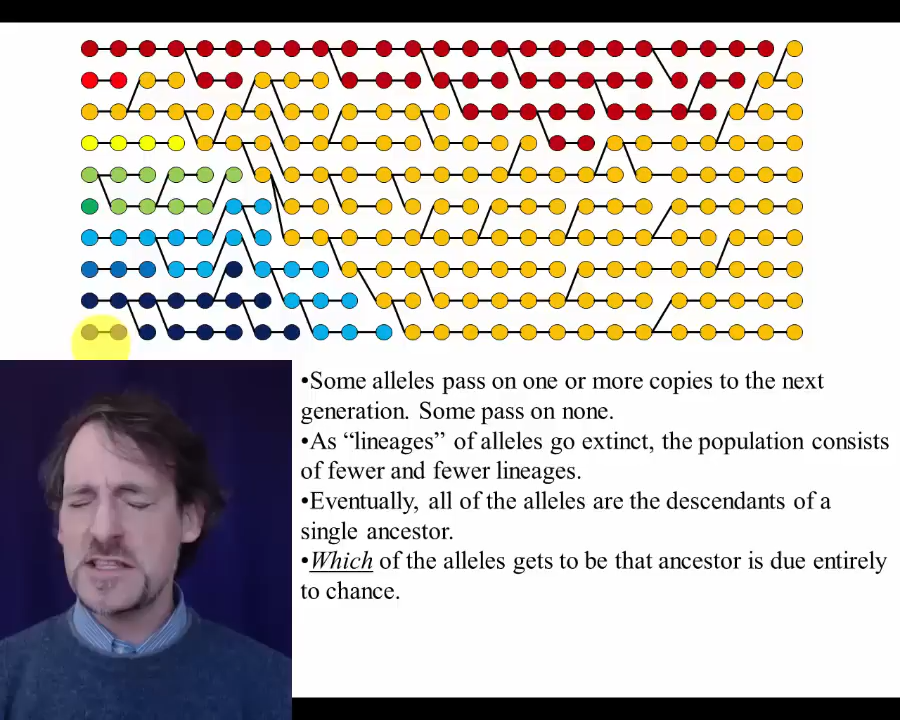 •Some alleles pass on one or more copies to the next
generation. Some pass on none.
•As “lineages” of alleles go extinct, the population consists
of fewer and fewer lineages.
•Eventually, all of the alleles are the descendants of a
single ancestor.
•Which of the alleles gets to be that ancestor is due entirely
to chance.